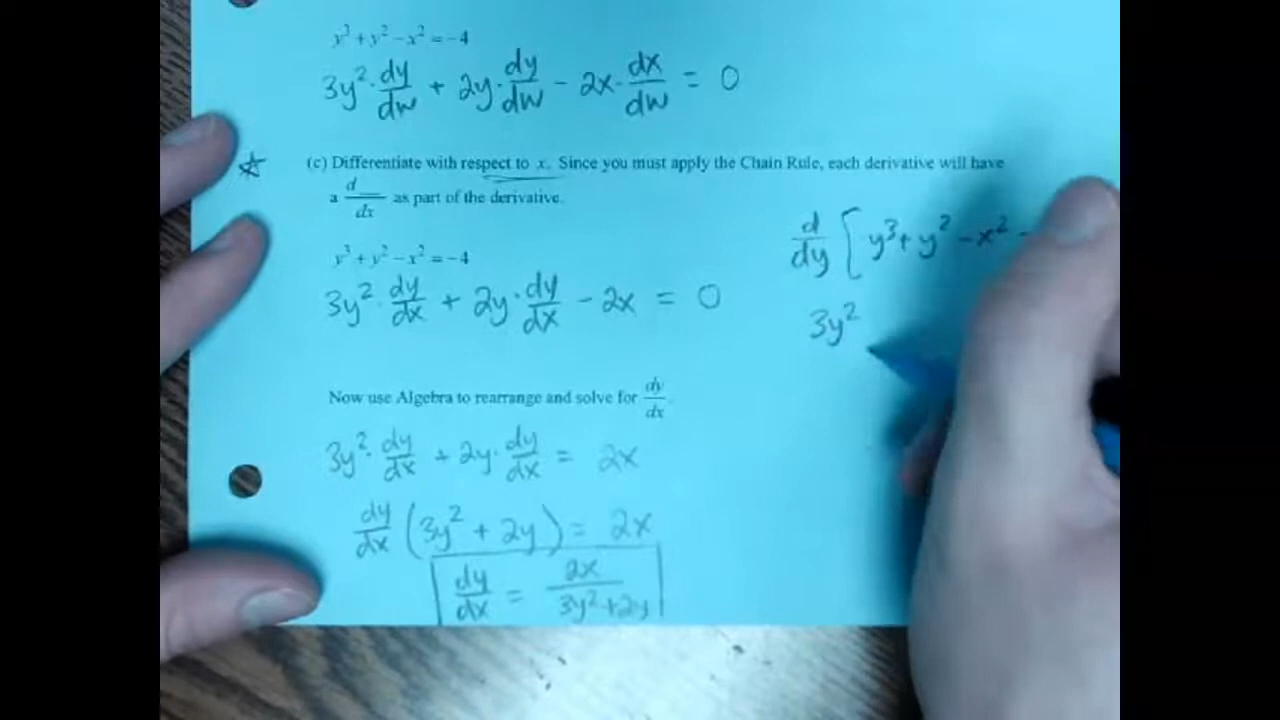 y³ + y² − x² = −4
3y² · dy/dw + 2y · dy/dw − 2x · dx/dw = 0
☆ (c) Differentiate with respect to x. Since you must apply the Chain Rule, each derivative will have
a d__/dx as part of the derivative.
y³ + y² − x² = −4
3y² · dy/dx + 2y · dy/dx − 2x = 0
Now use Algebra to rearrange and solve for dy/dx.
3y² · dy/dx + 2y · dy/dx = 2x
dy/dx (3y² + 2y) = 2x
dy/dx = 2x/3y²+2y
d/dy [y³ + y² − x²
3y²